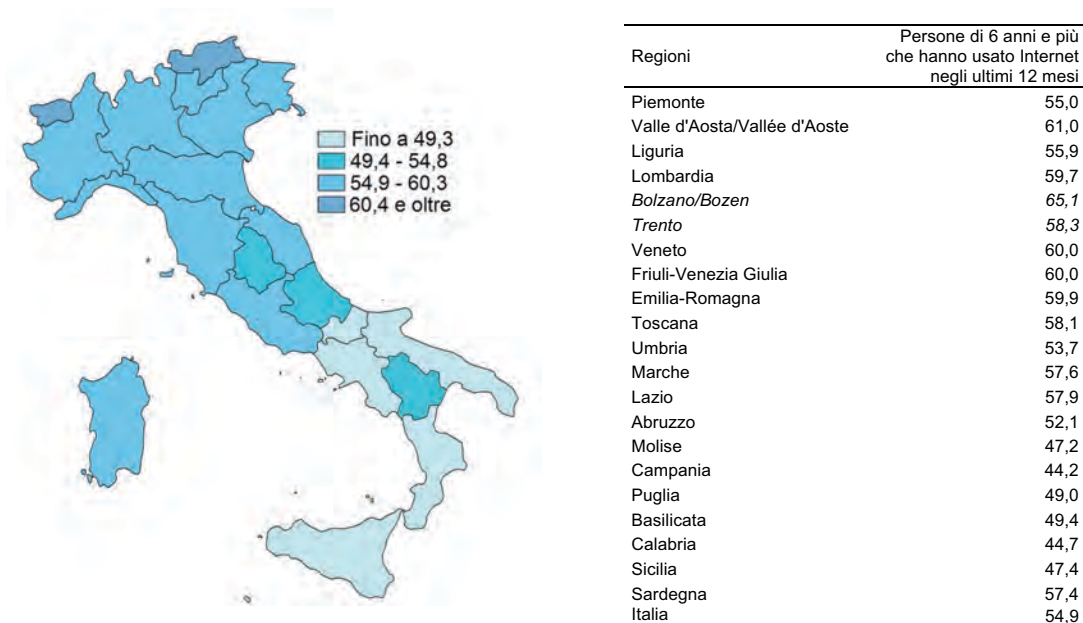 Fino a 49,3
49,4 - 54,8
54,9 - 60,3
60,4 e oltre
Regioni
Persone di 6 anni e più
che hanno usato Internet
negli ultimi 12 mesi
Piemonte 55,0
Valle d'Aosta/Vallée d'Aoste 61,0
Liguria 55,9
Lombardia 59,7
Bolzano/Bozen 65,1
Trento 58,3
Veneto 60,0
Friuli-Venezia Giulia 60,0
Emilia-Romagna 59,9
Toscana 58,1
Umbria 53,7
Marche 57,6
Lazio 57,9
Abruzzo 52,1
Molise 47,2
Campania 44,2
Puglia 49,0
Basilicata 49,4
Calabria 44,7
Sicilia 47,4
Sardegna 57,4
Italia 54,9